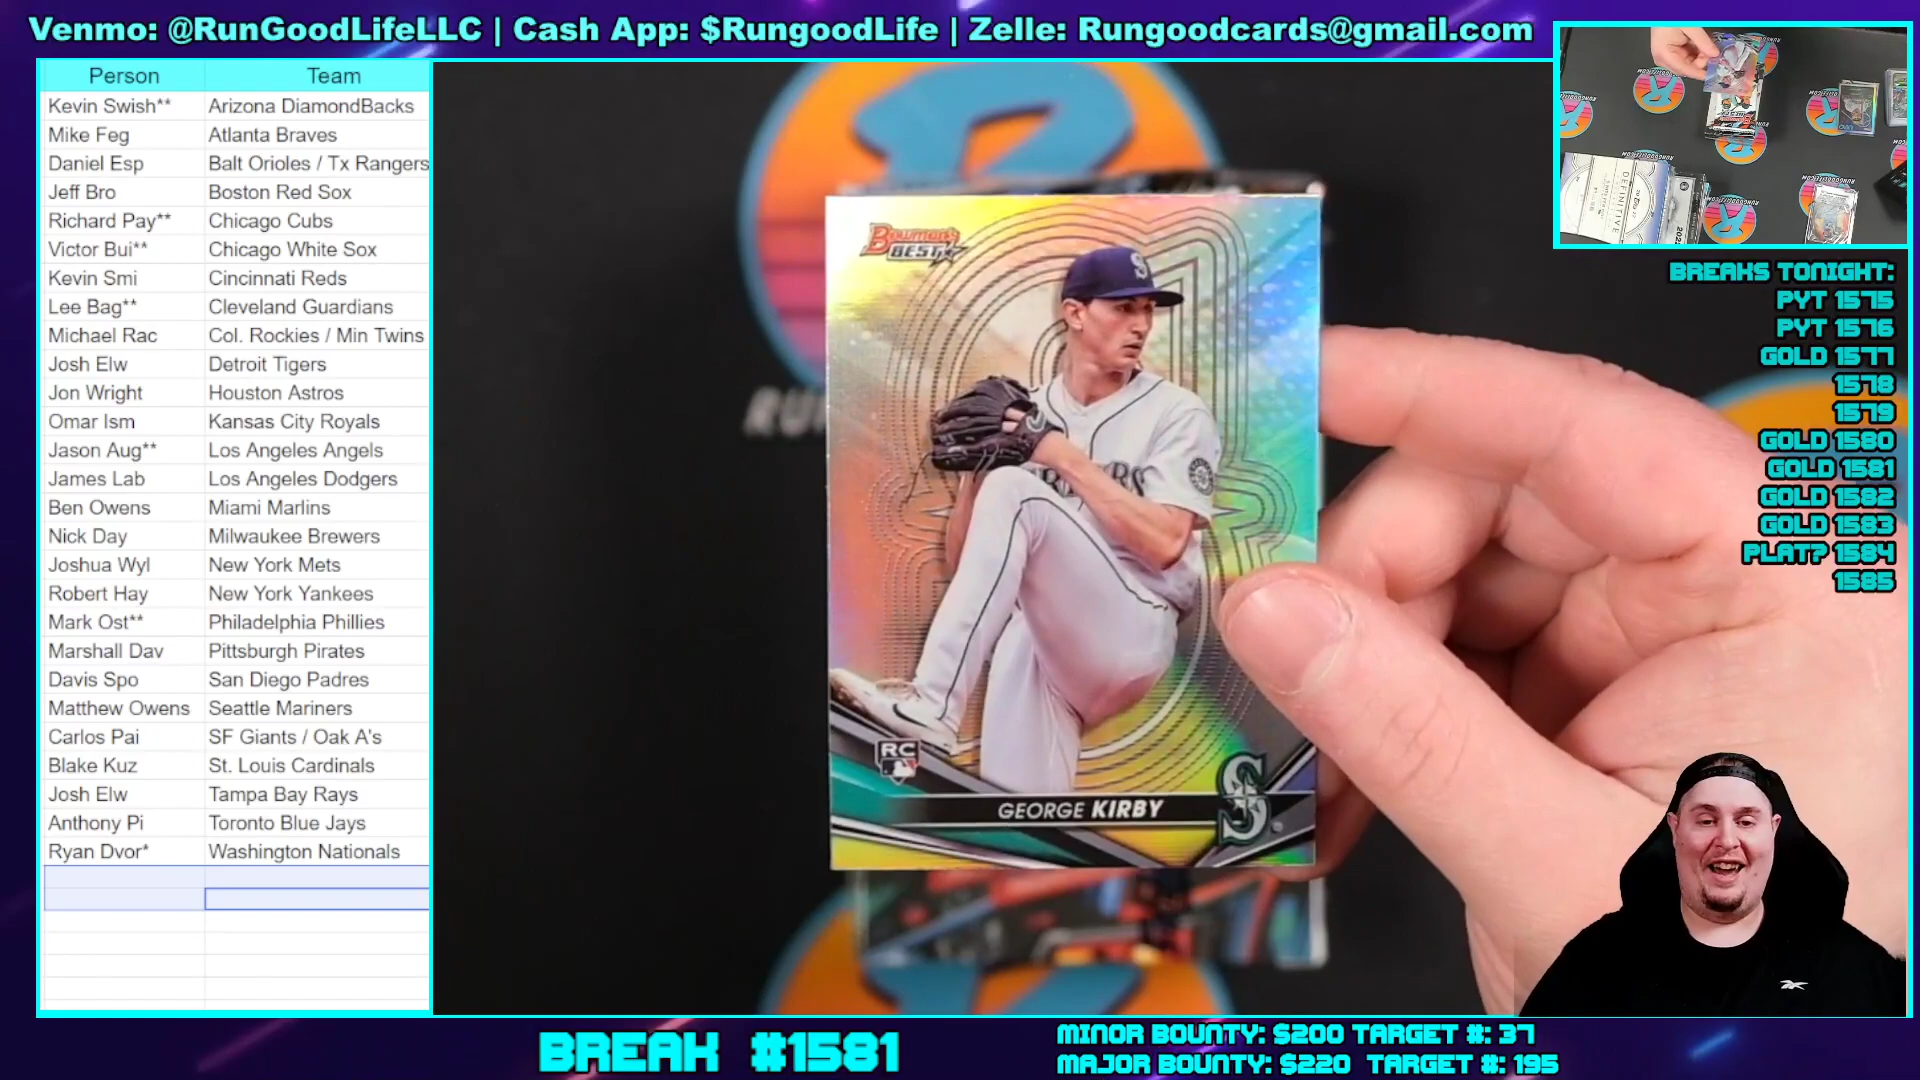 Venmo: @RunGoodLifeLLC | Cash App: $RungoodLife | Zelle: Rungoodcards@gmail.com
Person Team
Kevin Swish** Arizona DiamondBacks
Mike Feg Atlanta Braves
Daniel Esp Balt Orioles / Tx Rangers
Jeff Bro Boston Red Sox
Richard Pay** Chicago Cubs
Victor Bui** Chicago White Sox
Kevin Smi Cincinnati Reds
Lee Bag** Cleveland Guardians
Michael Rac Col. Rockies / Min Twins
Josh Elw Detroit Tigers
Jon Wright Houston Astros
Omar Ism Kansas City Royals
Jason Aug** Los Angeles Angels
James Lab Los Angeles Dodgers
Ben Owens Miami Marlins
Nick Day Milwaukee Brewers
Joshua Wyl New York Mets
Robert Hay New York Yankees
Mark Ost** Philadelphia Phillies
Marshall Dav Pittsburgh Pirates
Davis Spo San Diego Padres
Matthew Owens Seattle Mariners
Carlos Pai SF Giants / Oak A's
Blake Kuz St. Louis Cardinals
Josh Elw Tampa Bay Rays
Anthony Pi Toronto Blue Jays
Ryan Dvor* Washington Nationals
Bowman's
BEST
S
RC
GEORGE KIRBY
S
DEFINITIVE
BREAKS TONIGHT:
PYT 1575
PYT 1576
GOLD 1577
1578
1579
GOLD 1580
GOLD 1581
GOLD 1582
GOLD 1583
PLAT? 1584
1585
BREAK #1581
MINOR BOUNTY: $200 TARGET #: 37
MAJOR BOUNTY: $220 TARGET #: 195